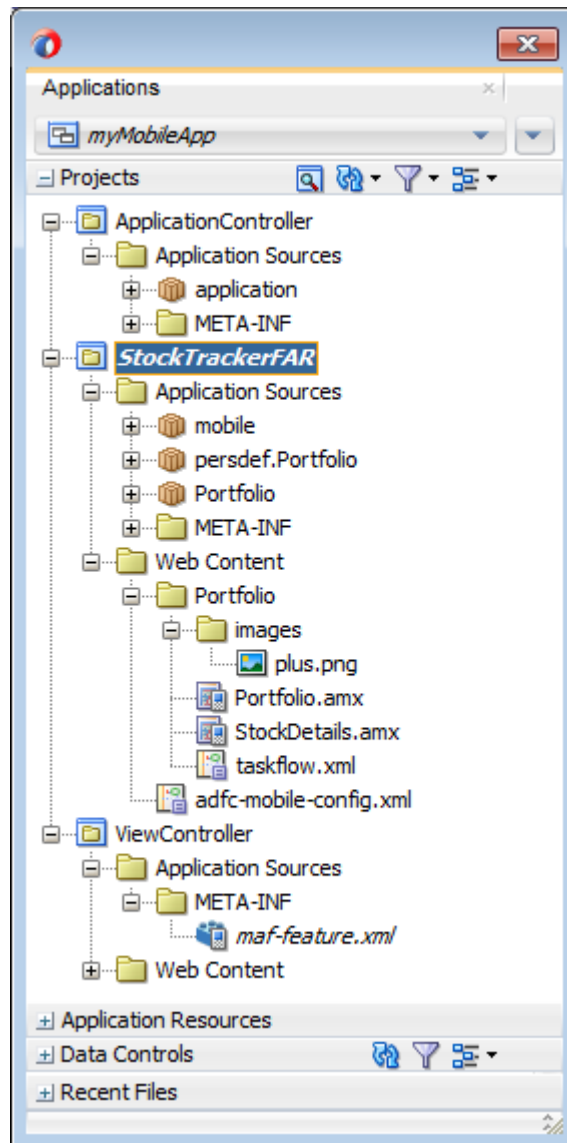 Applications
myMobileApp
Projects
ApplicationController
Application Sources
application
META-INF
StockTrackerFAR
Application Sources
mobile
persdef.Portfolio
Portfolio
META-INF
Web Content
Portfolio
images
plus.png
Portfolio.amx
StockDetails.amx
taskflow.xml
adfc-mobile-config.xml
ViewController
Application Sources
META-INF
maf-feature.xml
Web Content
Application Resources
Data Controls
Recent Files